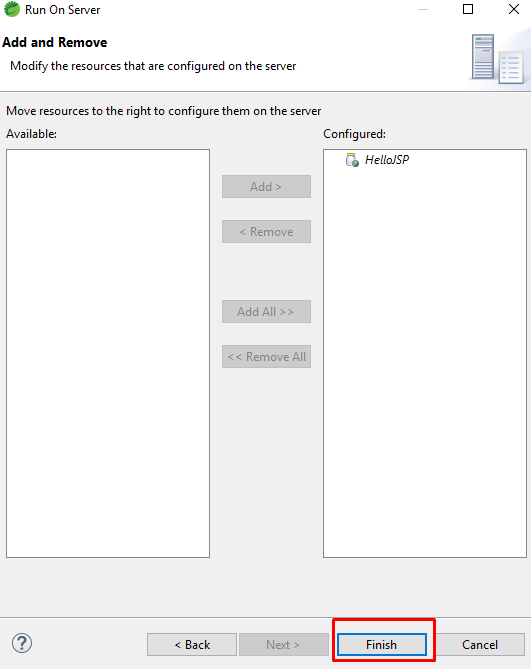 Run On Server
Add and Remove
Modify the resources that are configured on the server
Move resources to the right to configure them on the server
Available:
Configured:
HelloJSP
Add >
< Remove
Add All >>
<< Remove All
?
< Back
Next >
Finish
Cancel